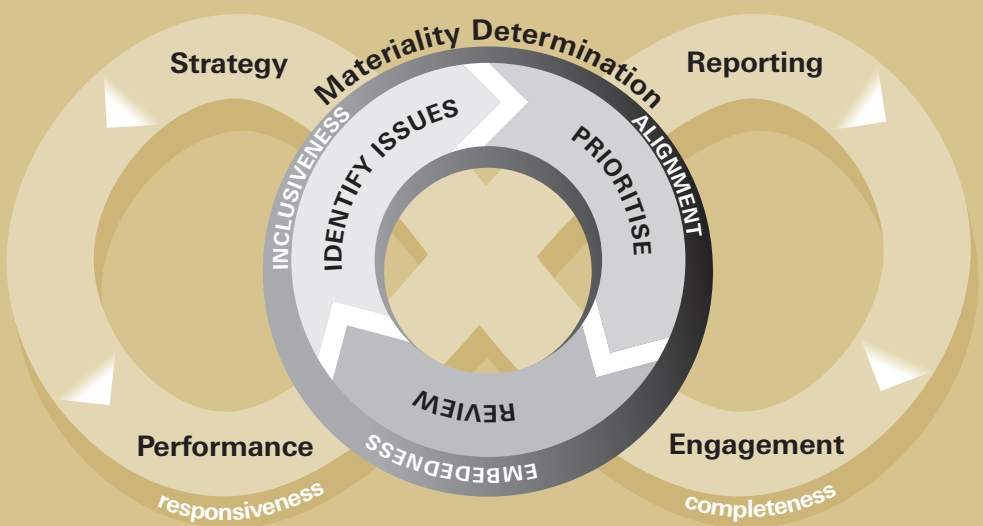 Materiality Determination
Strategy
Reporting
INCLUSIVENESS
IDENTIFY ISSUES
PRIORITISE
ALIGNMENT
REVIEW
EMBEDEDNESS
Performance
Engagement
responsiveness
completeness